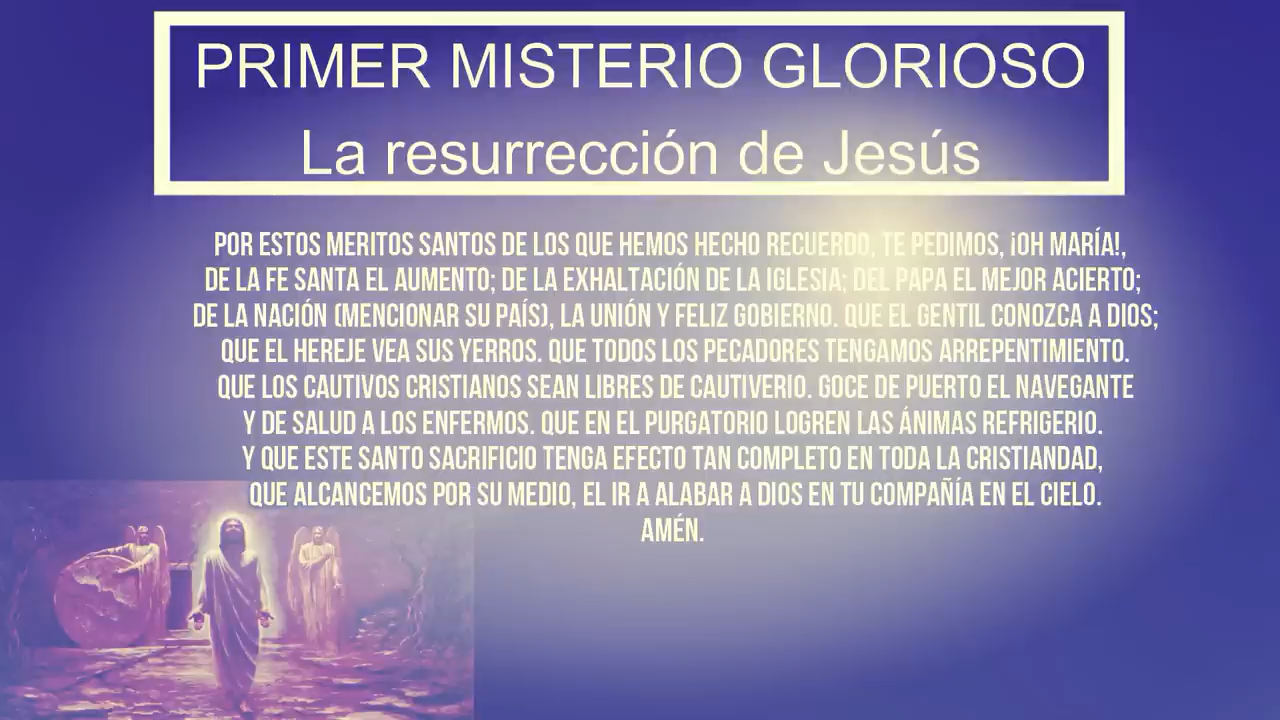 PRIMER MISTERIO GLORIOSO
La resurrección de Jesús
POR ESTOS MERITOS SANTOS DE LOS QUE HEMOS HECHO RECUERDO, TE PEDIMOS, ¡OH MARÍA!,
DE LA FE SANTA EL AUMENTO; DE LA EXHALTACIÓN DE LA IGLESIA; DEL PAPA EL MEJOR ACIERTO;
DE LA NACIÓN (MENCIONAR SU PAÍS), LA UNIÓN Y FELIZ GOBIERNO. QUE EL GENTIL CONOZCA A DIOS;
QUE EL HEREJE VEA SUS YERROS. QUE TODOS LOS PECADORES TENGAMOS ARREPENTIMIENTO.
QUE LOS CAUTIVOS CRISTIANOS SEAN LIBRES DE CAUTIVERIO. GOCE DE PUERTO EL NAVEGANTE
Y DE SALUD A LOS ENFERMOS. QUE EN EL PURGATORIO LOGREN LAS ÁNIMAS REFRIGERIO.
Y QUE ESTE SANTO SACRIFICIO TENGA EFECTO TAN COMPLETO EN TODA LA CRISTIANDAD,
QUE ALCANCEMOS POR SU MEDIO, EL IR A ALABAR A DIOS EN TU COMPAÑÍA EN EL CIELO.
AMÉN.